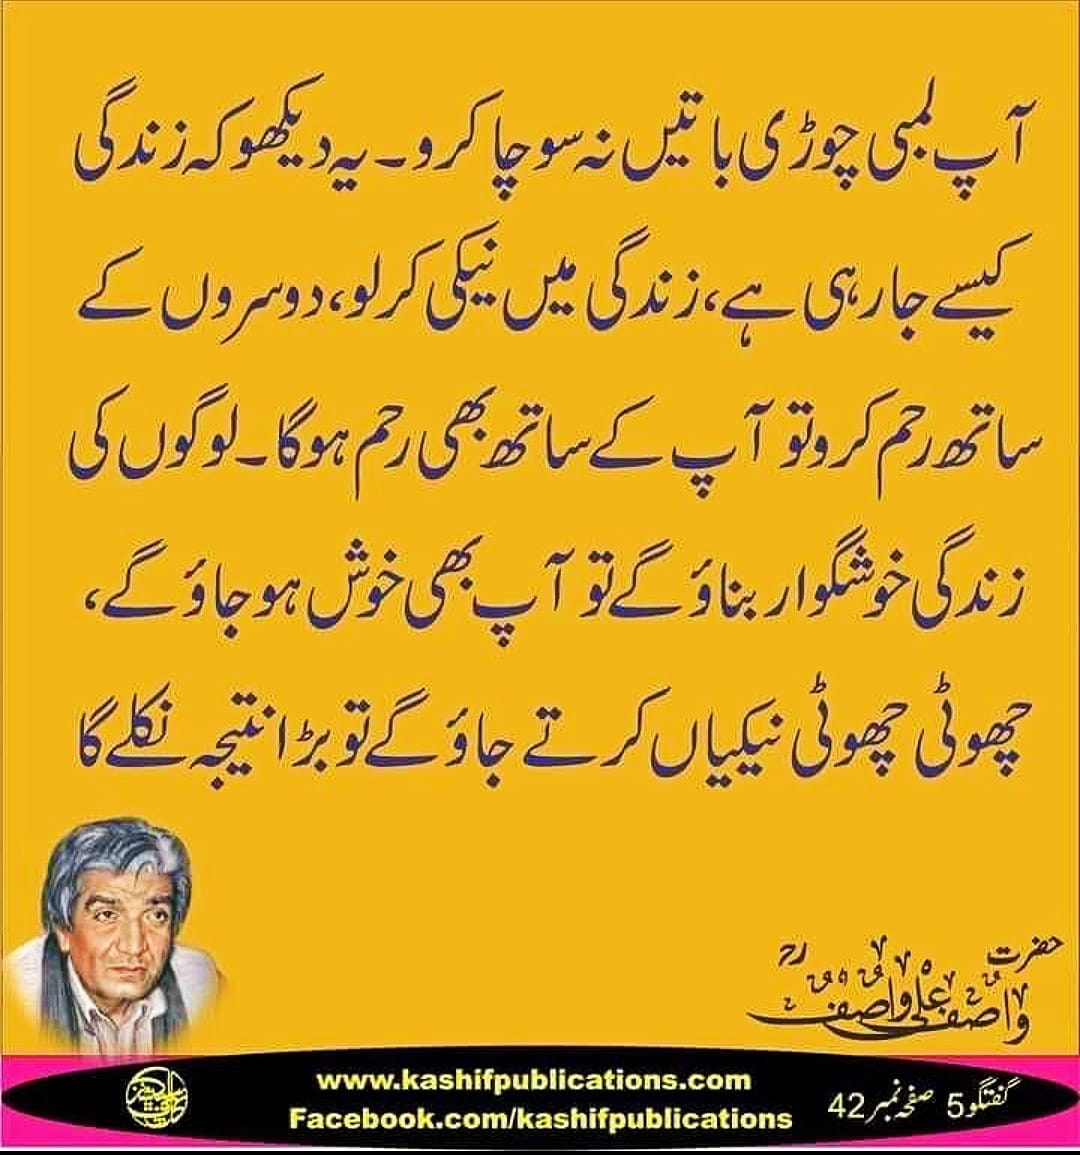 آپ لمبی چوڑی باتیں نہ سوچا کرو۔ یہ دیکھو کہ زندگی
کیسے جا رہی ہے، زندگی میں نیکی کر لو، دوسروں کے
ساتھ رحم کرو تو آپ کے ساتھ بھی رحم ہوگا۔ لوگوں کی
زندگی خوشگوار بناؤ گے تو آپ بھی خوش ہو جاؤ گے،
چھوٹی چھوٹی نیکیاں کرتے جاؤ گے تو بڑا نتیجہ نکلے گا
حضرت واصف علی واصفؒ
www.kashifpublications.com
Facebook.com/kashifpublications
گفتگو 5 صفحہ نمبر 42